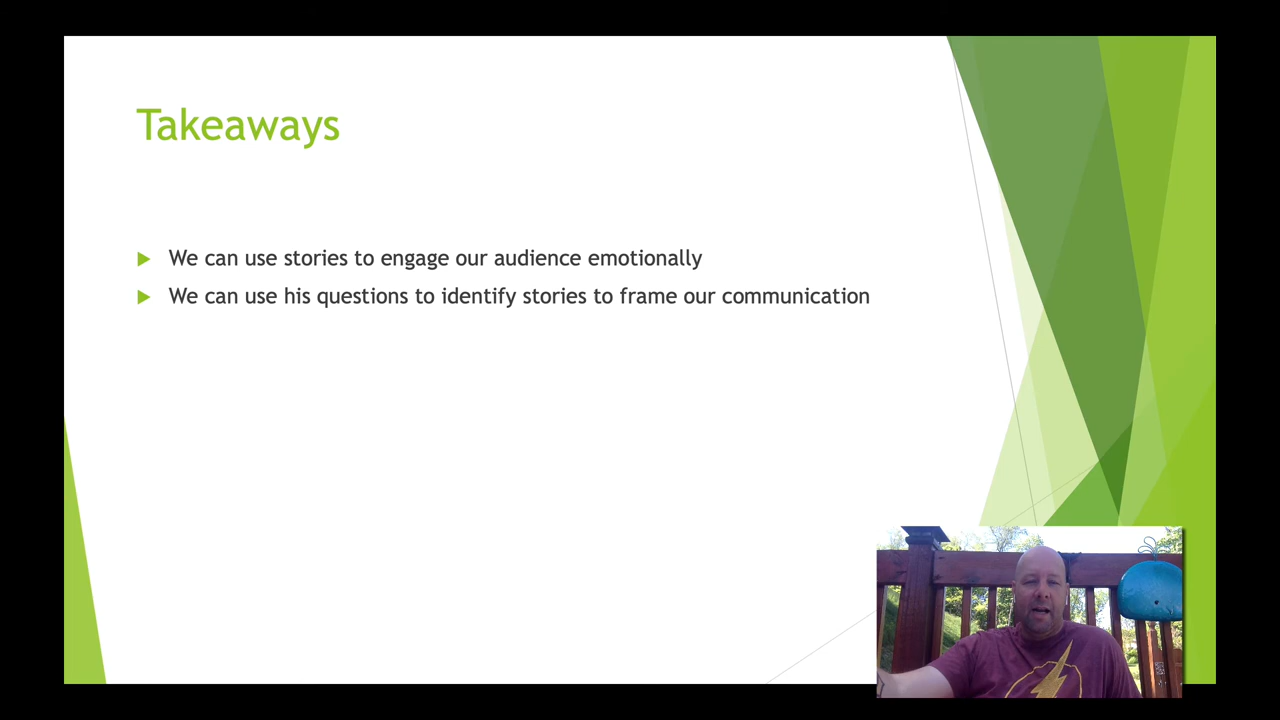 Takeaways
We can use stories to engage our audience emotionally
We can use his questions to identify stories to frame our communication